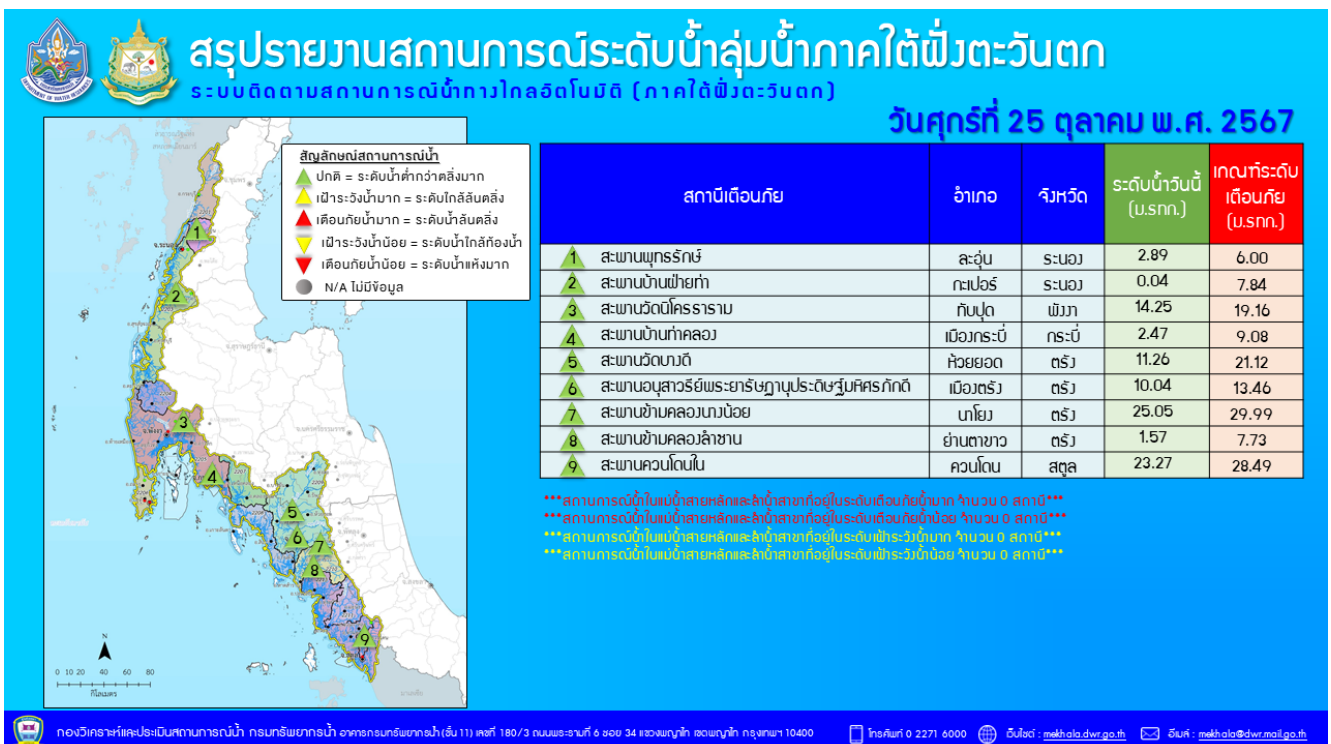 สรุปรายงานสถานการณ์ระดับน้ำลุ่มน้ำภาคใต้ฝั่งตะวันตก
ระบบติดตามสถานการณ์น้ำทางไกลอัตโนมัติ (ภาคใต้ฝั่งตะวันตก)
วันศุกร์ที่ 25 ตุลาคม พ.ศ. 2567
สัญลักษณ์สถานการณ์น้ำ
ปกติ = ระดับน้ำต่ำกว่าตลิ่งมาก
เฝ้าระวังน้ำมาก = ระดับใกล้ล้นตลิ่ง
เตือนภัยน้ำมาก = ระดับน้ำล้นตลิ่ง
เฝ้าระวังน้ำน้อย = ระดับน้ำใกล้ท้องน้ำ
เตือนภัยน้ำน้อย = ระดับน้ำแห้งมาก
N/A ไม่มีข้อมูล
1
2
3
4
5
6
7
8
9
N
0 10 20 40 60 80
กิโลเมตร
สถานีเตือนภัย อำเภอ จังหวัด ระดับน้ำวันนี้ (ม.รทก.) เกณฑ์ระดับเตือนภัย (ม.รทก.)
1 สะพานพุทธรักษ์ ละอุ่น ระนอง 2.89 6.00
2 สะพานบ้านฝ่ายท่า กะเปอร์ ระนอง 0.04 7.84
3 สะพานวัดนิโครธาราม ทับปุด พังงา 14.25 19.16
4 สะพานบ้านท่าคลอง เมืองกระบี่ กระบี่ 2.47 9.08
5 สะพานวัดบางดี ห้วยยอด ตรัง 11.26 21.12
6 สะพานอนุสาวรีย์พระยารัษฎานุประดิษฐ์มหิศรภักดี เมืองตรัง ตรัง 10.04 13.46
7 สะพานข้ามคลองนางน้อย นาโยง ตรัง 25.05 29.99
8 สะพานข้ามคลองลำชาน ย่านตาขาว ตรัง 1.57 7.73
9 สะพานควนโดนใน ควนโดน สตูล 23.27 28.49
***สถานการณ์น้ำในแม่น้ำสายหลักและลำน้ำสาขาที่อยู่ในระดับเตือนภัยน้ำมาก จำนวน 0 สถานี***
***สถานการณ์น้ำในแม่น้ำสายหลักและลำน้ำสาขาที่อยู่ในระดับเตือนภัยน้ำน้อย จำนวน 0 สถานี***
***สถานการณ์น้ำในแม่น้ำสายหลักและลำน้ำสาขาที่อยู่ในระดับเฝ้าระวังน้ำมาก จำนวน 0 สถานี***
***สถานการณ์น้ำในแม่น้ำสายหลักและลำน้ำสาขาที่อยู่ในระดับเฝ้าระวังน้ำน้อย จำนวน 0 สถานี***
กองวิเคราะห์และประเมินสถานการณ์น้ำ กรมทรัพยากรน้ำ อาคารกรมทรัพยากรน้ำ (ชั้น 11) เลขที่ 180/3 ถนนพระรามที่ 6 ซอย 34 แขวงพญาไท เขตพญาไท กรุงเทพฯ 10400 โทรศัพท์ 0 2271 6000 เว็บไซต์ : mekhala.dwr.go.th อีเมล์ : mekhala@dwr.mail.go.th